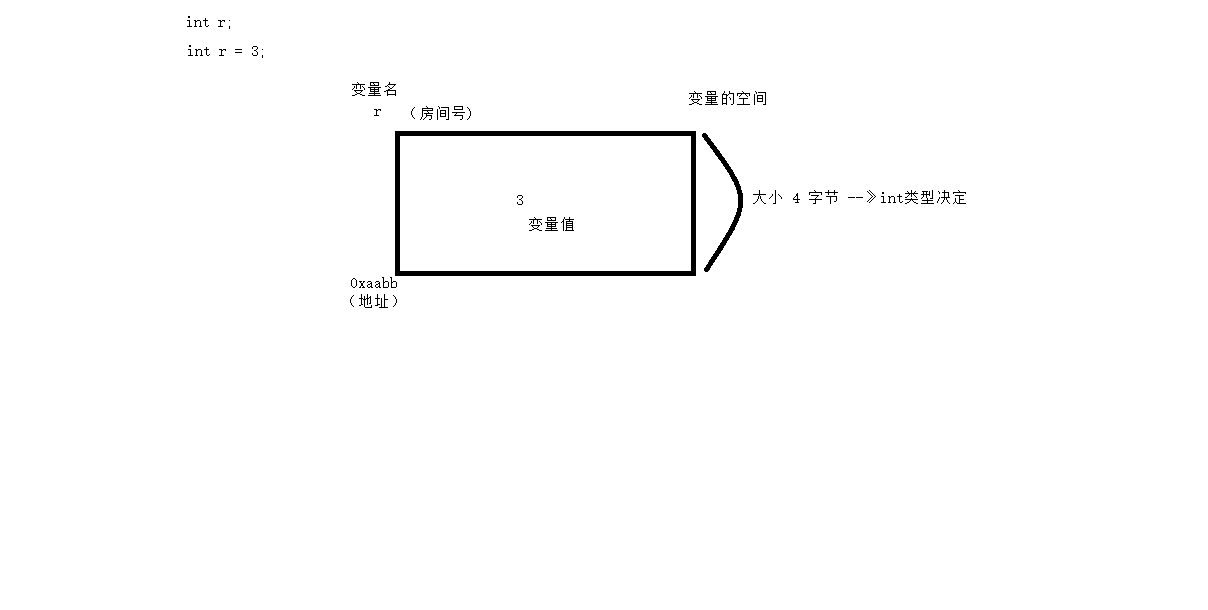 int r;
int r = 3;
变量名
变量的空间
r （房间号）
3
大小 4 字节 --》int类型决定
变量值
0xaabb
（地址）